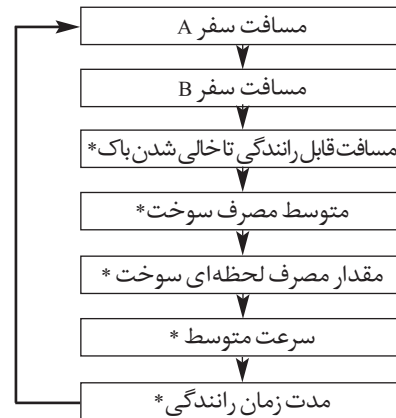 مسافت سفر A
مسافت سفر B
مسافت قابل رانندگی تا خالی شدن باک*
متوسط مصرف سوخت*
مقدار مصرف لحظه‌ای سوخت *
سرعت متوسط *
مدت زمان رانندگی*